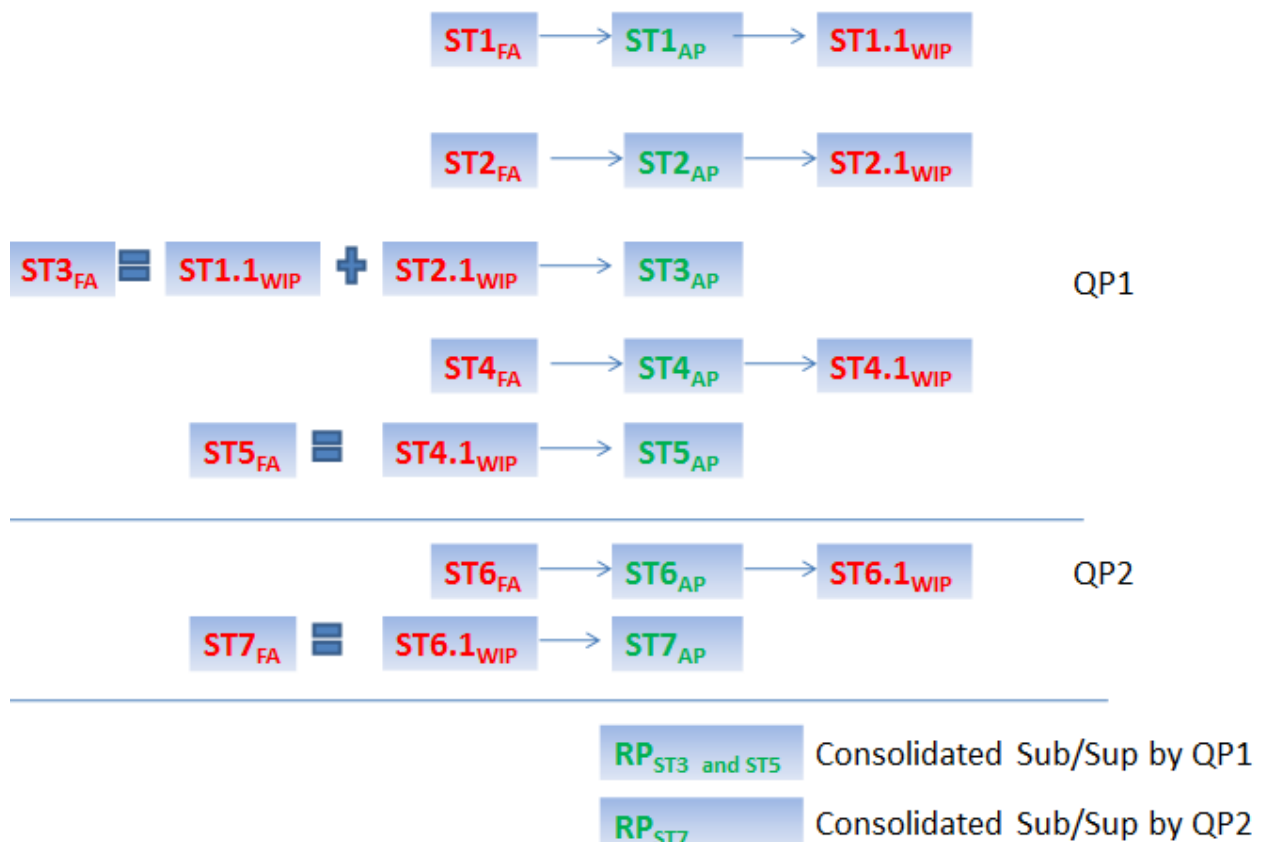 ST1FA ST1AP ST1.1WIP
ST2FA ST2AP ST2.1WIP
ST3FA = ST1.1WIP + ST2.1WIP ST3AP QP1
ST4FA ST4AP ST4.1WIP
ST5FA = ST4.1WIP ST5AP
ST6FA ST6AP ST6.1WIP QP2
ST7FA = ST6.1WIP ST7AP
RPST3 and ST5 Consolidated Sub/Sup by QP1
RPST7 Consolidated Sub/Sup by QP2